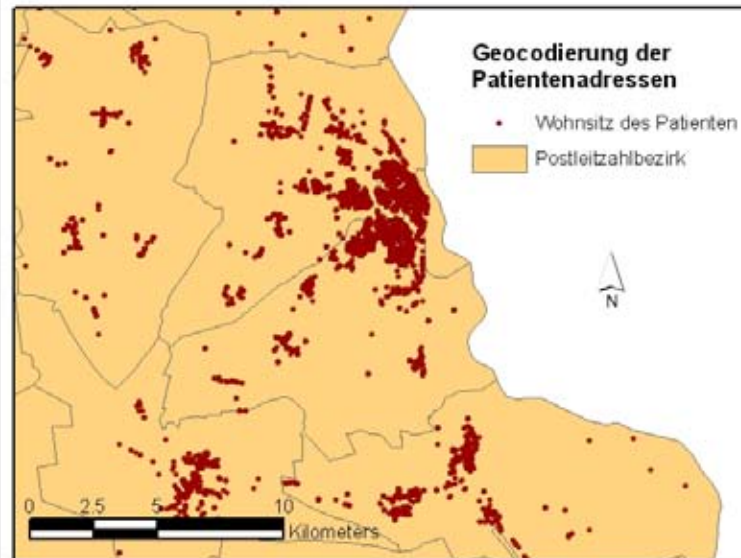 Geocodierung der
Patientenadressen
Wohnsitz des Patienten
Postleitzahlbezirk
N
0 2.5 5 10
Kilometers